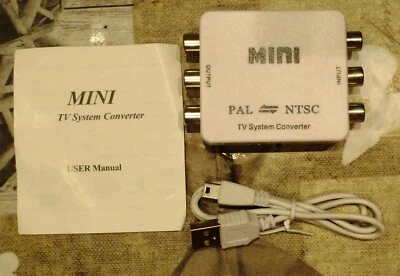 MINI
TV System Converter
USER Manual
MINI
OUTPUT
INPUT
PAL ⇋ NTSC
TV System Converter